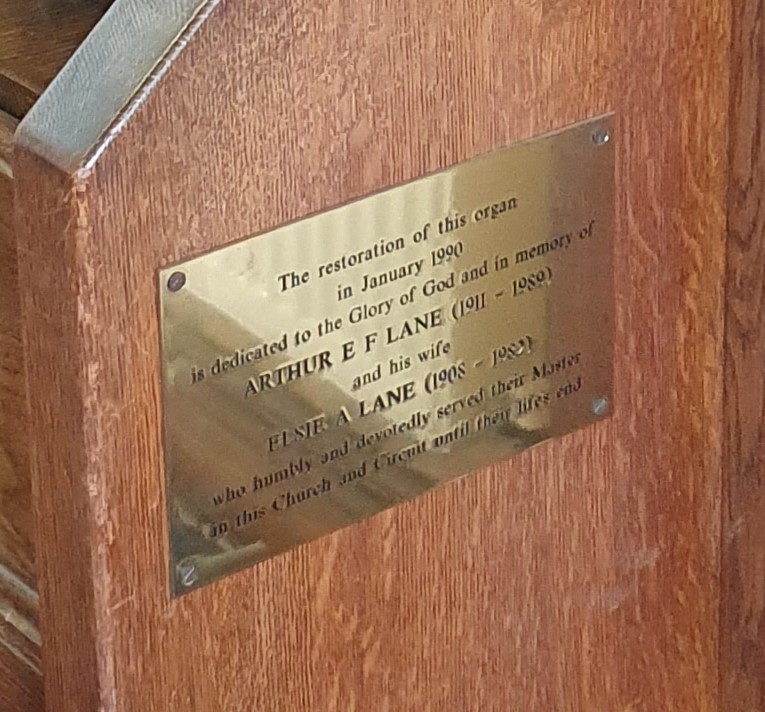 The restoration of this organ
in January 1990
is dedicated to the Glory of God and in memory of
ARTHUR E F LANE (1911 - 1989)
and his wife
ELSIE A LANE (1908 -
who humbly and devotedly served their Master
in this Church and Circuit until their lifes end